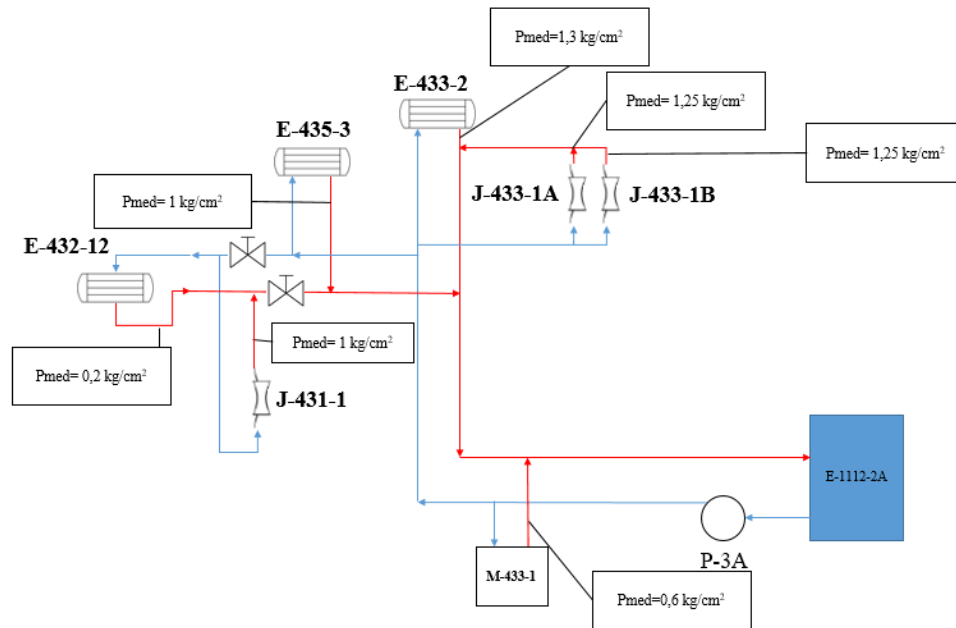 Pmed=1,3 kg/cm²
E-433-2
Pmed= 1,25 kg/cm²
E-435-3
Pmed= 1,25 kg/cm²
Pmed= 1 kg/cm²
J-433-1A
J-433-1B
E-432-12
Pmed= 1 kg/cm²
Pmed= 0,2 kg/cm²
J-431-1
E-1112-2A
P-3A
M-433-1
Pmed=0,6 kg/cm²